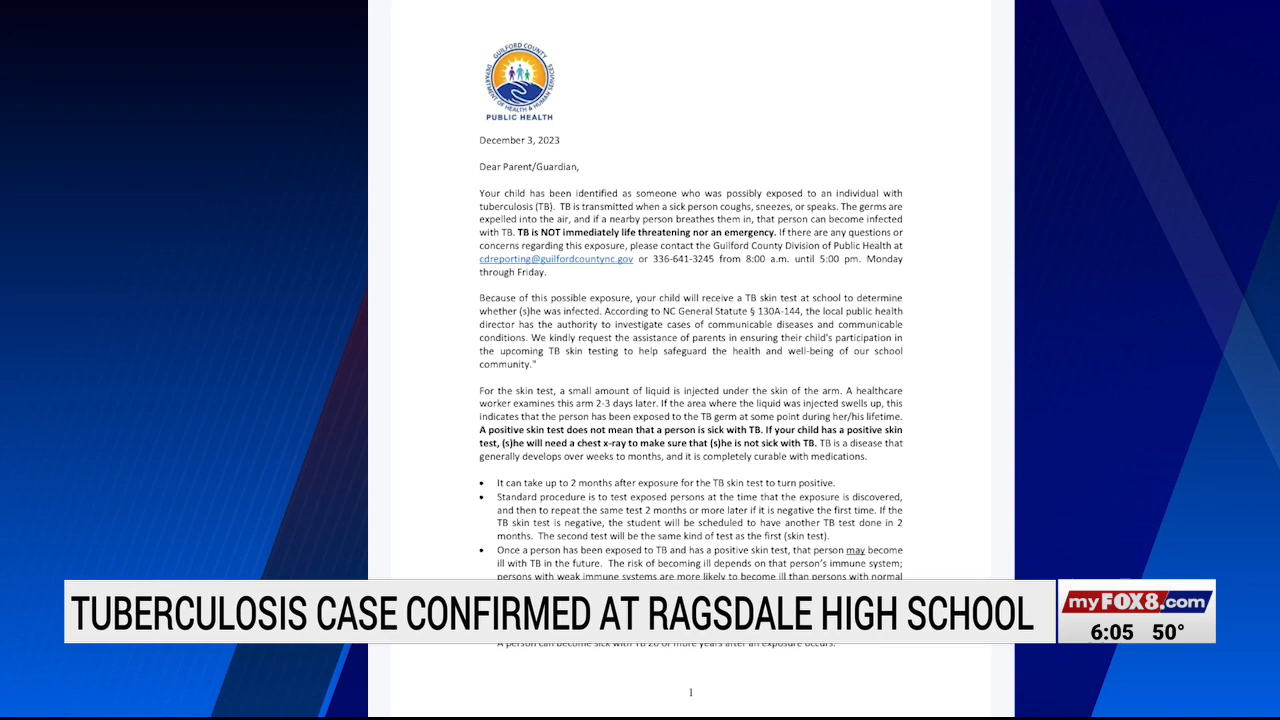 GUILFORD COUNTY
DEPARTMENT OF HEALTH & HUMAN SERVICES
PUBLIC HEALTH
December 3, 2023
Dear Parent/Guardian,
Your child has been identified as someone who was possibly exposed to an individual with
tuberculosis (TB). TB is transmitted when a sick person coughs, sneezes, or speaks. The germs are
expelled into the air, and if a nearby person breathes them in, that person can become infected
with TB. TB is NOT immediately life threatening nor an emergency. If there are any questions or
concerns regarding this exposure, please contact the Guilford County Division of Public Health at
cdreporting@guilfordcountync.gov or 336-641-3245 from 8:00 a.m. until 5:00 pm. Monday
through Friday.
Because of this possible exposure, your child will receive a TB skin test at school to determine
whether (s)he was infected. According to NC General Statute § 130A-144, the local public health
director has the authority to investigate cases of communicable diseases and communicable
conditions. We kindly request the assistance of parents in ensuring their child's participation in
the upcoming TB skin testing to help safeguard the health and well-being of our school
community."
For the skin test, a small amount of liquid is injected under the skin of the arm. A healthcare
worker examines this arm 2-3 days later. If the area where the liquid was injected swells up, this
indicates that the person has been exposed to the TB germ at some point during her/his lifetime.
A positive skin test does not mean that a person is sick with TB. If your child has a positive skin
test, (s)he will need a chest x-ray to make sure that (s)he is not sick with TB. TB is a disease that
generally develops over weeks to months, and it is completely curable with medications.
• It can take up to 2 months after exposure for the TB skin test to turn positive.
• Standard procedure is to test exposed persons at the time that the exposure is discovered,
and then to repeat the same test 2 months or more later if it is negative the first time. If the
TB skin test is negative, the student will be scheduled to have another TB test done in 2
months. The second test will be the same kind of test as the first (skin test).
• Once a person has been exposed to TB and has a positive skin test, that person may become
ill with TB in the future. The risk of becoming ill depends on that person's immune system;
persons with weak immune systems are more likely to become ill than persons with normal
TUBERCULOSIS CASE CONFIRMED AT RAGSDALE HIGH SCHOOL
myFOX8.com
6:05 50°
A person can become sick with TB 20 or more years after an exposure occurs.
1